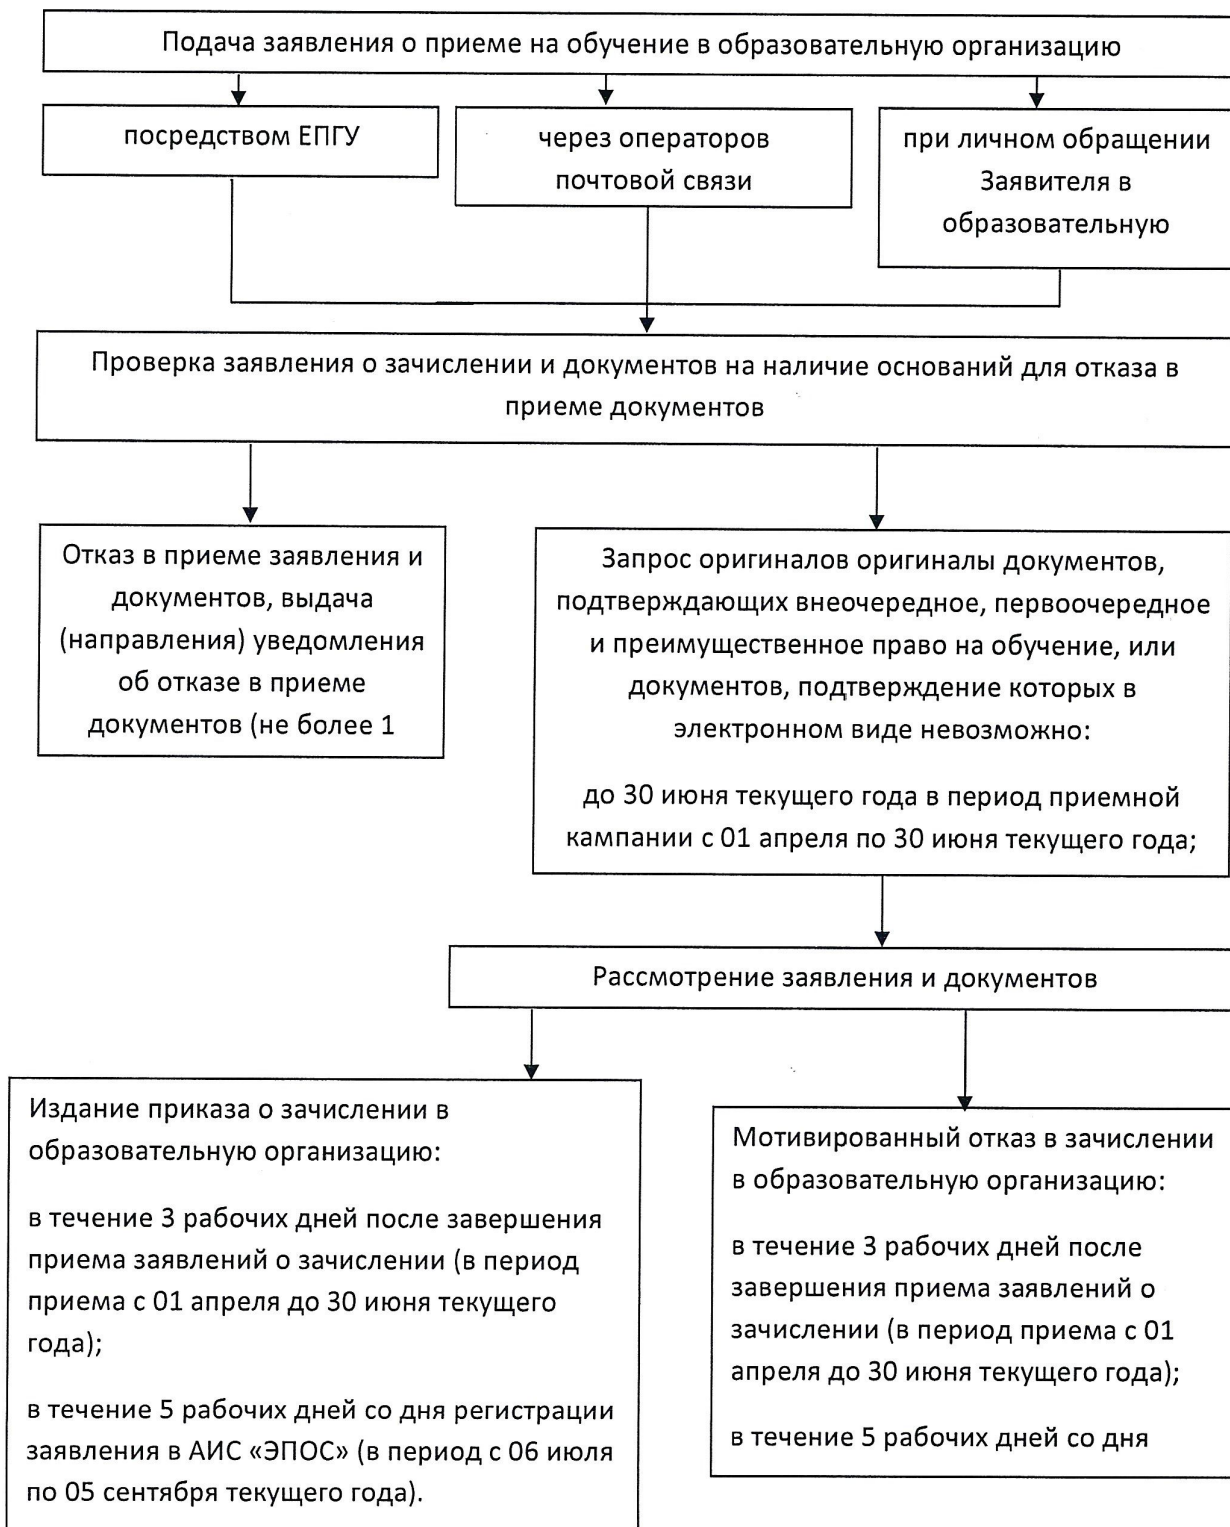 Подача заявления о приеме на обучение в образовательную организацию
посредством ЕПГУ
через операторов
почтовой связи
при личном обращении
Заявителя в
образовательную
Проверка заявления о зачислении и документов на наличие оснований для отказа в
приеме документов
Отказ в приеме заявления и
документов, выдача
(направления) уведомления
об отказе в приеме
документов (не более 1
Запрос оригиналов оригиналы документов,
подтверждающих внеочередное, первоочередное
и преимущественное право на обучение, или
документов, подтверждение которых в
электронном виде невозможно:
до 30 июня текущего года в период приемной
кампании с 01 апреля по 30 июня текущего года;
Рассмотрение заявления и документов
Издание приказа о зачислении в
образовательную организацию:
в течение 3 рабочих дней после завершения
приема заявлений о зачислении (в период
приема с 01 апреля до 30 июня текущего
года);
в течение 5 рабочих дней со дня регистрации
заявления в АИС «ЭПОС» (в период с 06 июля
по 05 сентября текущего года).
Мотивированный отказ в зачислении
в образовательную организацию:
в течение 3 рабочих дней после
завершения приема заявлений о
зачислении (в период приема с 01
апреля до 30 июня текущего года);
в течение 5 рабочих дней со дня